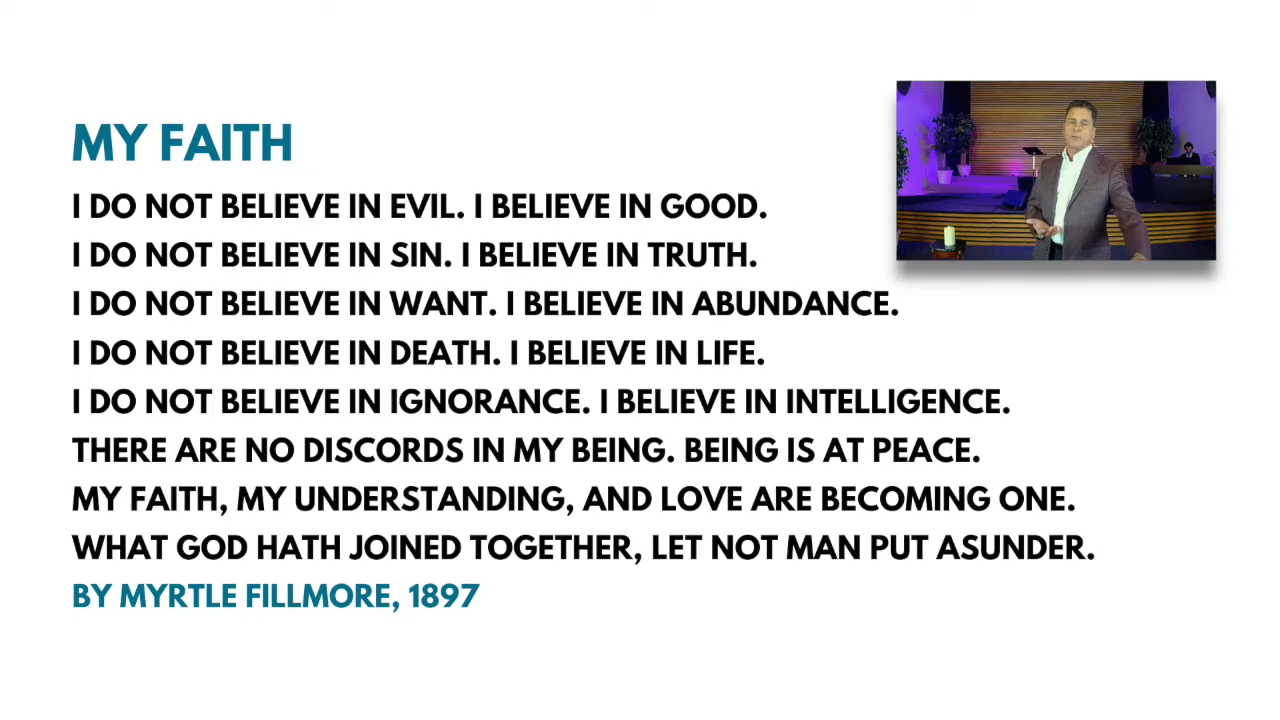 MY FAITH
I DO NOT BELIEVE IN EVIL. I BELIEVE IN GOOD.
I DO NOT BELIEVE IN SIN. I BELIEVE IN TRUTH.
I DO NOT BELIEVE IN WANT. I BELIEVE IN ABUNDANCE.
I DO NOT BELIEVE IN DEATH. I BELIEVE IN LIFE.
I DO NOT BELIEVE IN IGNORANCE. I BELIEVE IN INTELLIGENCE.
THERE ARE NO DISCORDS IN MY BEING. BEING IS AT PEACE.
MY FAITH, MY UNDERSTANDING, AND LOVE ARE BECOMING ONE.
WHAT GOD HATH JOINED TOGETHER, LET NOT MAN PUT ASUNDER.
BY MYRTLE FILLMORE, 1897